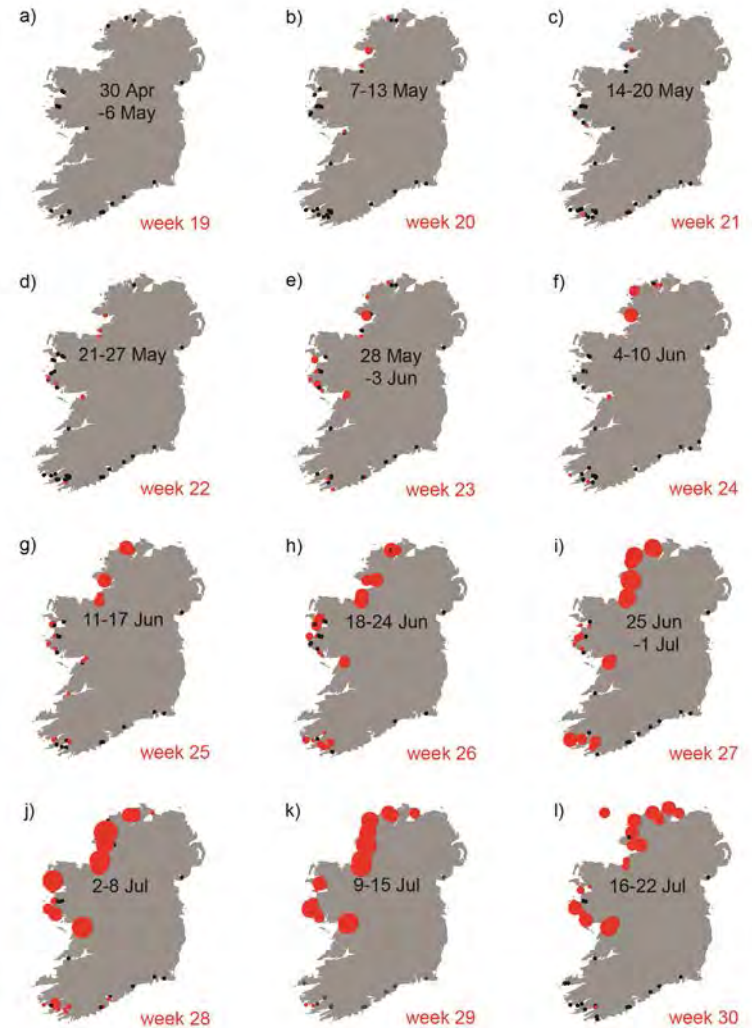 a)
30 Apr
-6 May
week 19
b)
7-13 May
week 20
c)
14-20 May
week 21
d)
21-27 May
week 22
e)
28 May
-3 Jun
week 23
f)
4-10 Jun
week 24
g)
11-17 Jun
week 25
h)
18-24 Jun
week 26
i)
25 Jun
-1 Jul
week 27
j)
2-8 Jul
week 28
k)
9-15 Jul
week 29
l)
16-22 Jul
week 30